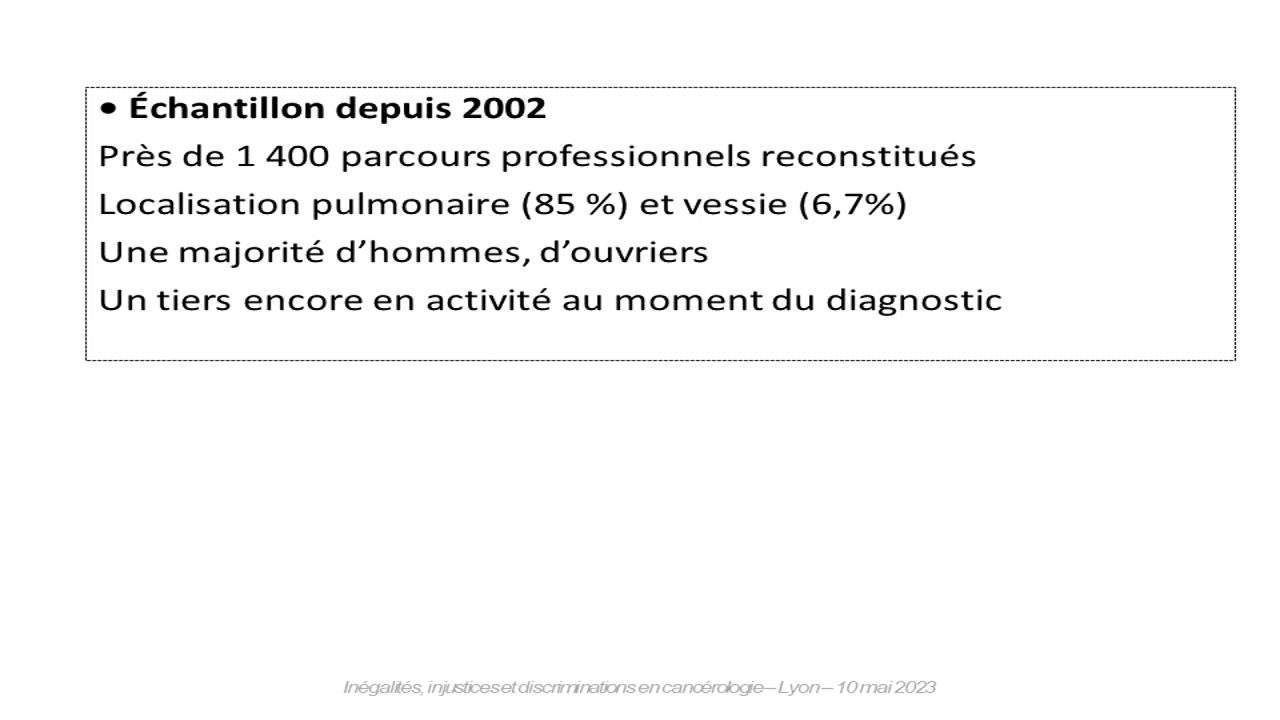 • Échantillon depuis 2002
Près de 1 400 parcours professionnels reconstitués
Localisation pulmonaire (85 %) et vessie (6,7%)
Une majorité d’hommes, d’ouvriers
Un tiers encore en activité au moment du diagnostic
Inégalités, injustices et discriminations en cancérologie – Lyon – 10 mai 2023